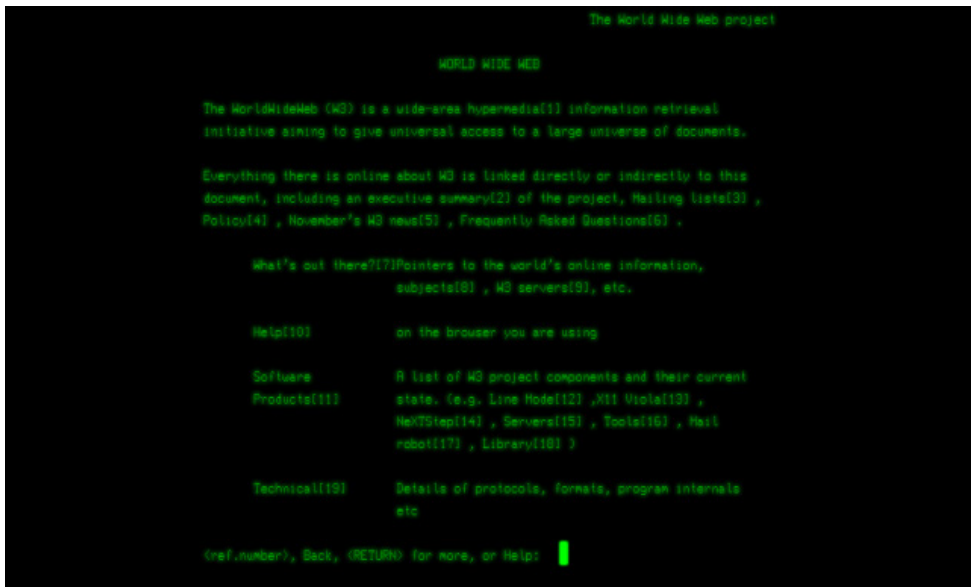 The World Wide Web project
WORLD WIDE WEB
The WorldWideWeb (W3) is a wide-area hypermedia[1] information retrieval
initiative aiming to give universal access to a large universe of documents.
Everything there is online about W3 is linked directly or indirectly to this
document, including an executive summary[2] of the project, Mailing lists[3] ,
Policy[4] , November's W3 news[5] , Frequently Asked Questions[6] .
What's out there?[7]Pointers to the world's online information,
subjects[8] , W3 servers[9], etc.
Help[10] on the browser you are using
Software A list of W3 project components and their current
Products[11] state. (e.g. Line Mode[12] ,X11 Viola[13] ,
NeXTStep[14] , Servers[15] , Tools[16] , Mail
robot[17] , Library[18] )
Technical[19] Details of protocols, formats, program internals
etc
<ref.number>, Back, <RETURN> for more, or Help: